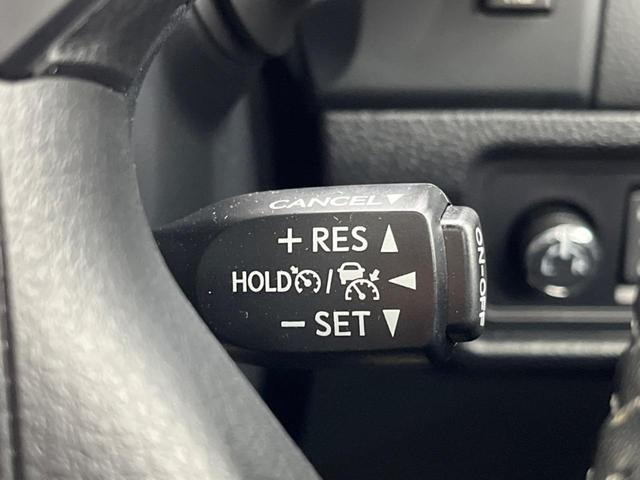 CANCEL▼
+ RES ▲
HOLD / ◀
− SET ▼
ON-OFF